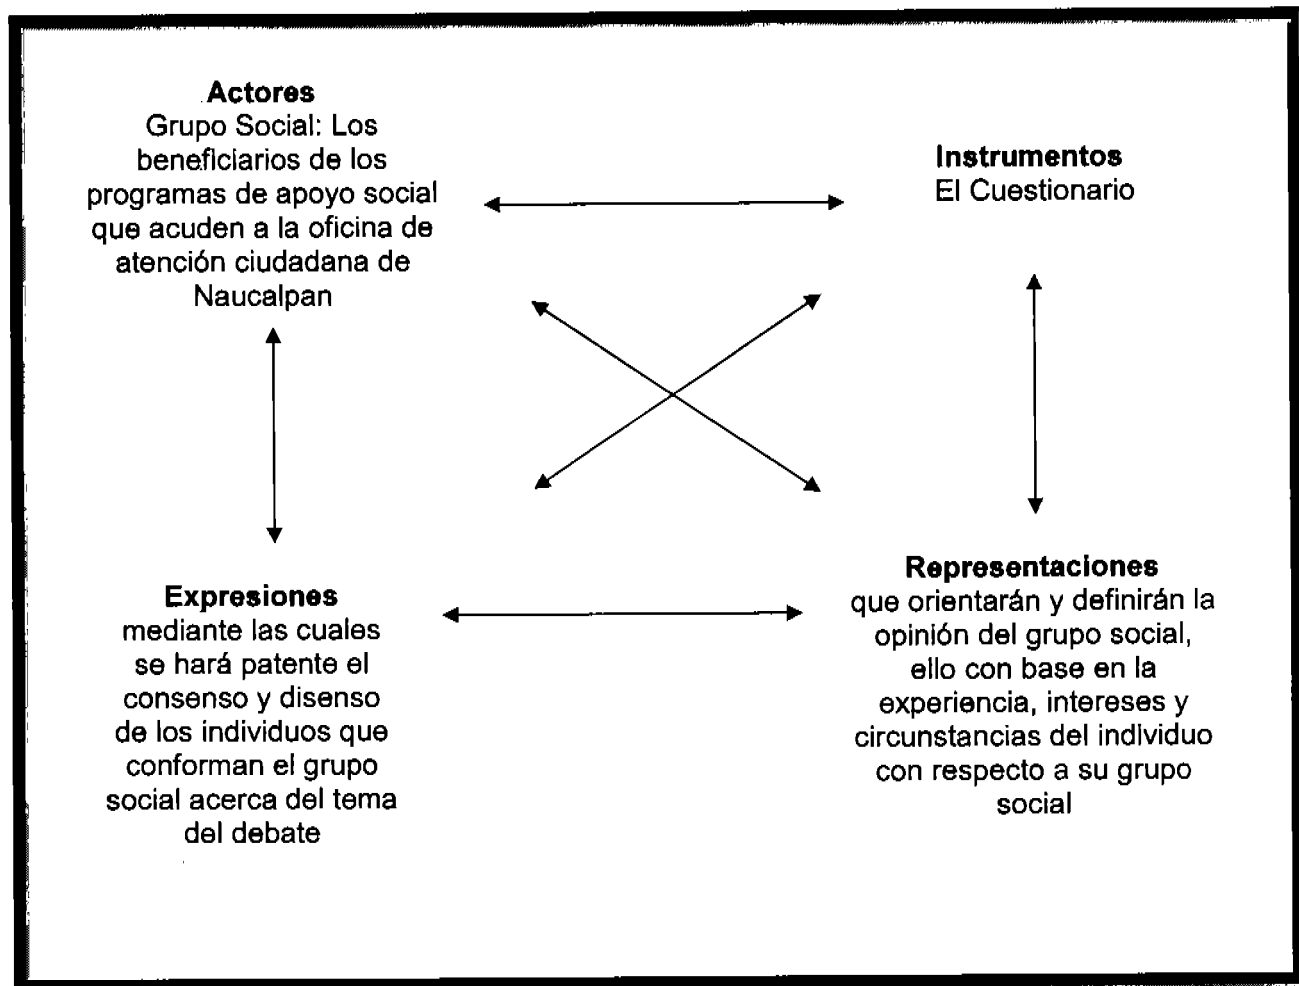 Actores
Grupo Social: Los
beneficiarios de los
programas de apoyo social
que acuden a la oficina de
atención ciudadana de
Naucalpan
Instrumentos
El Cuestionario
Expresiones
mediante las cuales
se hará patente el
consenso y disenso
de los individuos que
conforman el grupo
social acerca del tema
del debate
Representaciones
que orientarán y definirán la
opinión del grupo social,
ello con base en la
experiencia, intereses y
circunstancias del individuo
con respecto a su grupo
social